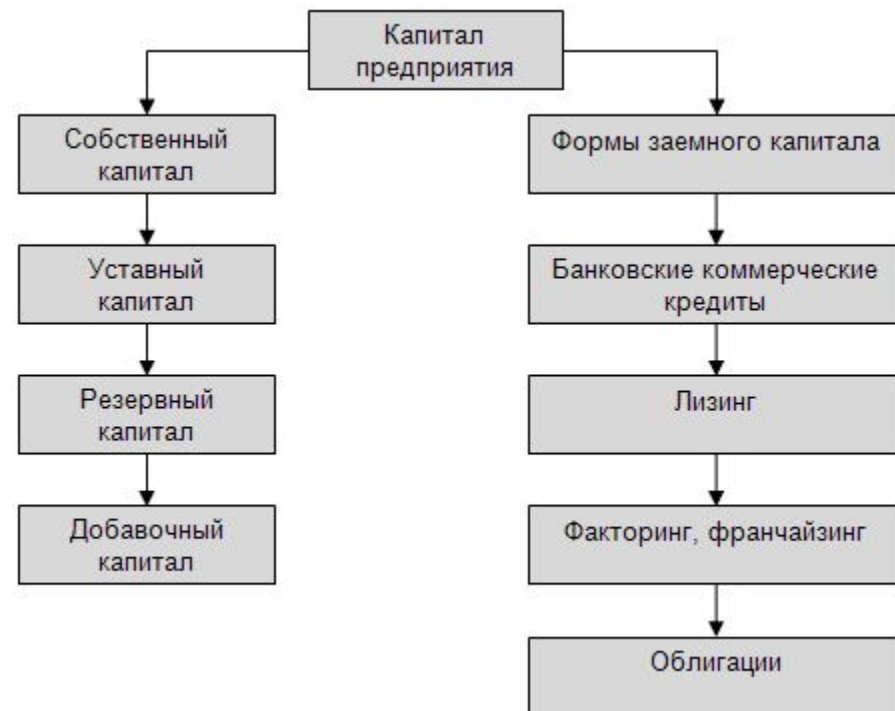 Капитал
предприятия
Собственный
капитал
Уставный
капитал
Резервный
капитал
Добавочный
капитал
Формы заемного капитала
Банковские коммерческие
кредиты
Лизинг
Факторинг, франчайзинг
Облигации